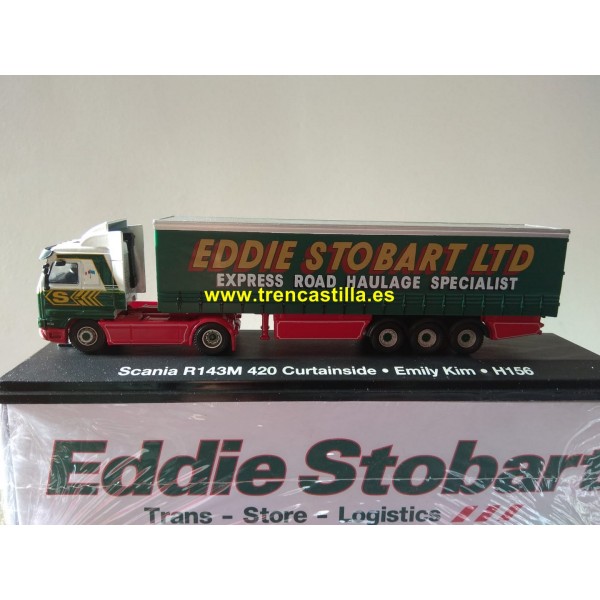 EDDIE STOBART LTD
EXPRESS ROAD HAULAGE SPECIALIST
www.trencastilla.es
S
Scania R143M 420 Curtainside • Emily Kim • H156
Eddie Stobart
Trans - Store - Logistics